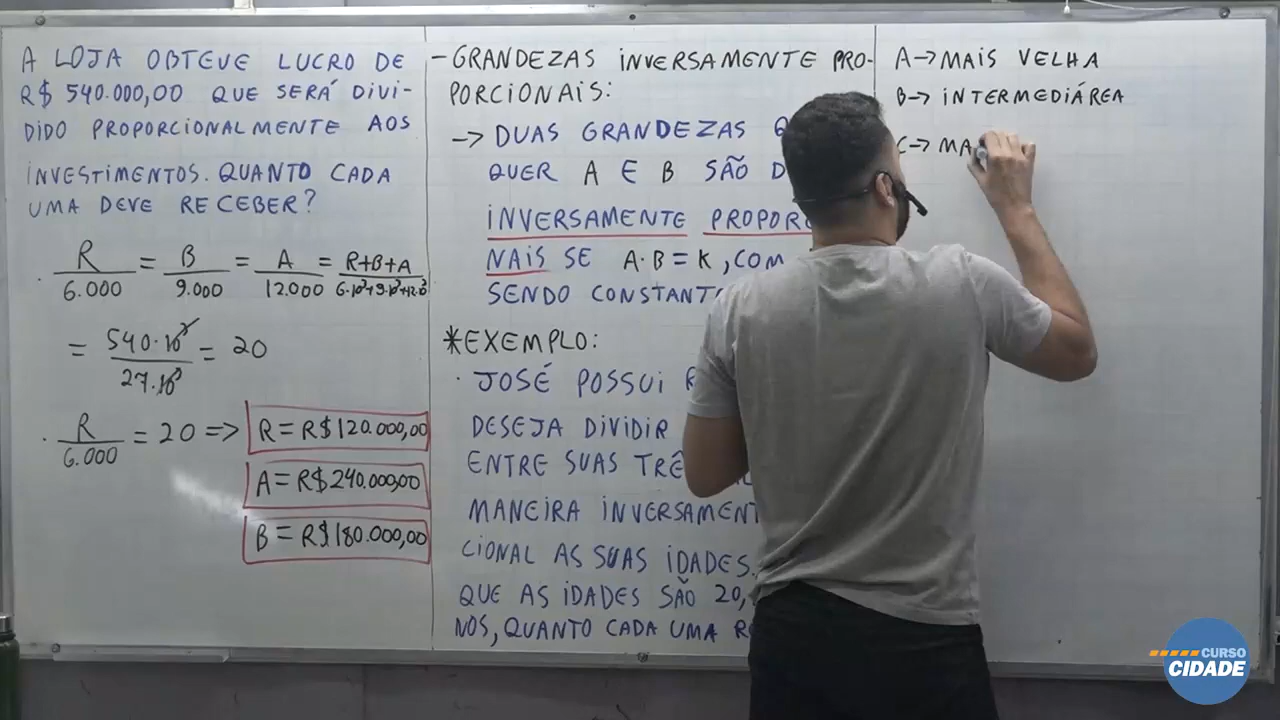 A LOJA OBTEVE LUCRO DE
R$ 540.000,00 QUE SERÁ DIVI-
DIDO PROPORCIONALMENTE AOS
INVESTIMENTOS. QUANTO CADA
UMA DEVE RECEBER?
. R/6.000 = B/9.000 = A/12.000 = R+B+A/6·10³+9·10³+12·10³
= 540·10³/27·10³ = 20
. R/6.000 = 20 => R = R$120.000,00
A = R$240.000,00
B = R$180.000,00
- GRANDEZAS INVERSAMENTE PRO-
PORCIONAIS:
-> DUAS GRANDEZAS
QUER A E B SÃO
INVERSAMENTE
NAIS SE A·B = K, COM
SENDO
* EXEMPLO:
. JOSÉ POSSUI
DESEJA DIVIDIR
ENTRE SUAS
MANEIRA
CIONAL AS SUAS IDADES.
QUE AS IDADES SÃO 20,
NOS, QUANTO CADA UMA
A -> MAIS VELHA
B -> INTERMEDIÁREA
C -> MA
CURSO
CIDADE